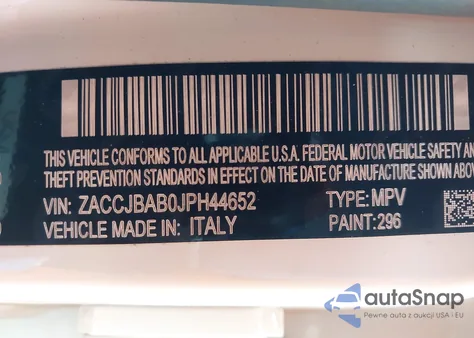 THIS VEHICLE CONFORMS TO ALL APPLICABLE U.S.A. FEDERAL MOTOR VEHICLE SAFETY AN
THEFT PREVENTION STANDARDS IN EFFECT ON THE DATE OF MANUFACTURE SHOWN ABOVE.
VIN: ZACCJBAB0JPH44652 TYPE: MPV
VEHICLE MADE IN: ITALY PAINT: 296
autaSnap
Pewne auta z aukcji USA i EU